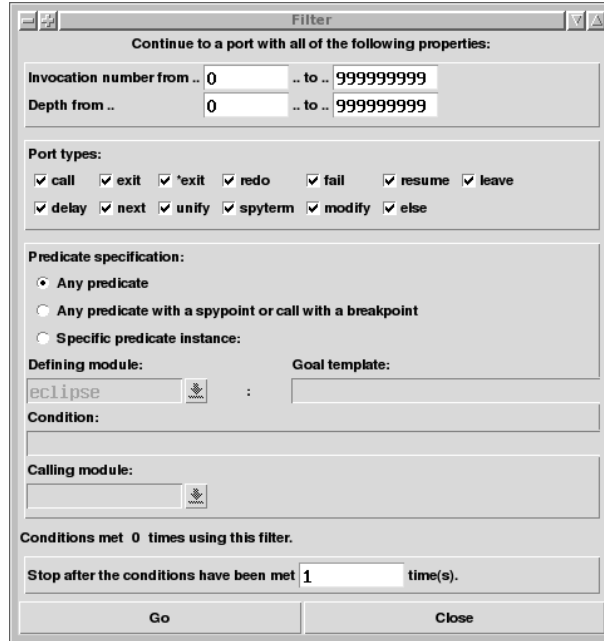 Filter
Continue to a port with all of the following properties:
Invocation number from .. 0 .. to .. 999999999
Depth from .. 0 .. to .. 999999999
Port types:
call exit *exit redo fail resume leave
delay next unify spyterm modify else
Predicate specification:
Any predicate
Any predicate with a spypoint or call with a breakpoint
Specific predicate instance:
Defining module: Goal template:
eclipse :
Condition:
Calling module:
Conditions met 0 times using this filter.
Stop after the conditions have been met 1 time(s).
Go Close